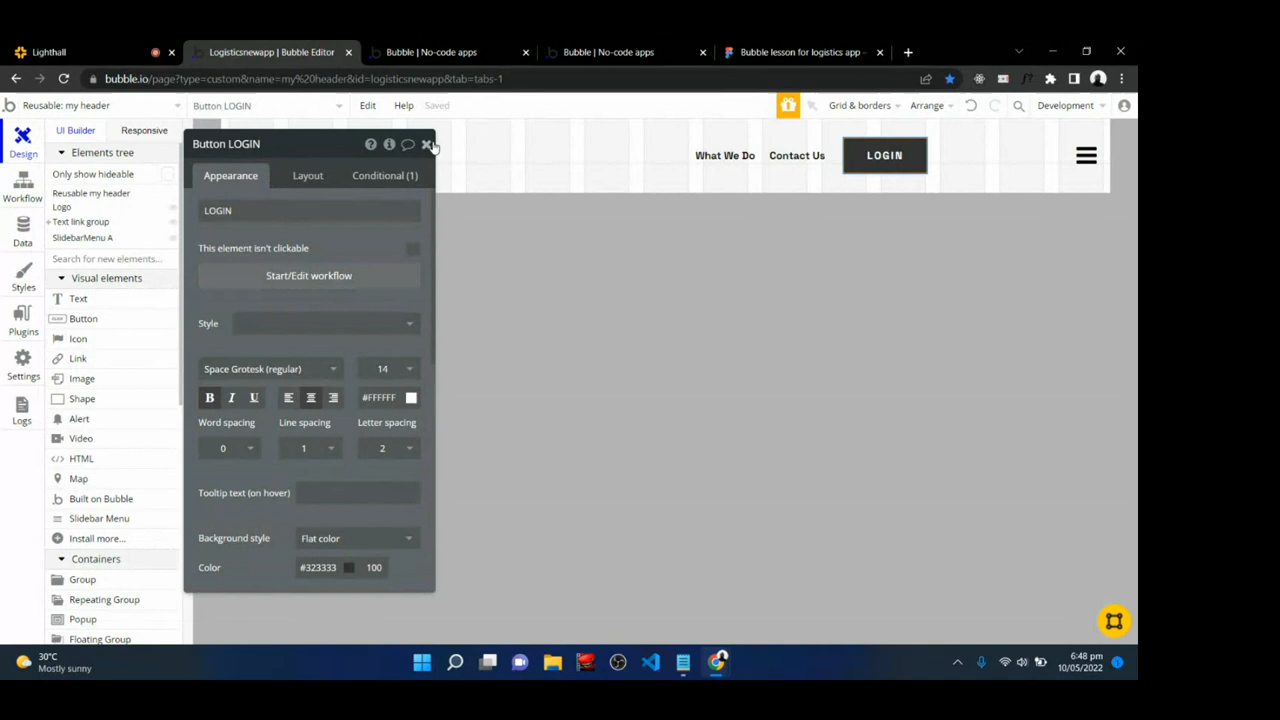 Lighthall
Logisticsnewapp | Bubble Editor
Bubble | No-code apps
Bubble | No-code apps
Bubble lesson for logistics app –
bubble.io/page?type=custom&name=my%20header&id=logisticsnewapp&tab=tabs-1
Reusable: my header
Button LOGIN
Edit
Help
Saved
Grid & borders
Arrange
Development
Design
Workflow
Data
Styles
Plugins
Settings
Logs
UI Builder
Responsive
Elements tree
Only show hideable
Reusable my header
Logo
Text link group
SlidebarMenu A
Search for new elements...
Visual elements
Text
Button
Icon
Link
Image
Shape
Alert
Video
HTML
Map
Built on Bubble
Slidebar Menu
Install more...
Containers
Group
Repeating Group
Popup
Floating Group
Button LOGIN
Appearance
Layout
Conditional (1)
LOGIN
This element isn't clickable
Start/Edit workflow
Style
Space Grotesk (regular)
14
B I U
#FFFFFF
Word spacing
Line spacing
Letter spacing
0
1
2
Tooltip text (on hover)
Background style
Flat color
Color
#323333
100
What We Do
Contact Us
LOGIN
30°C
Mostly sunny
6:48 pm
10/05/2022
1